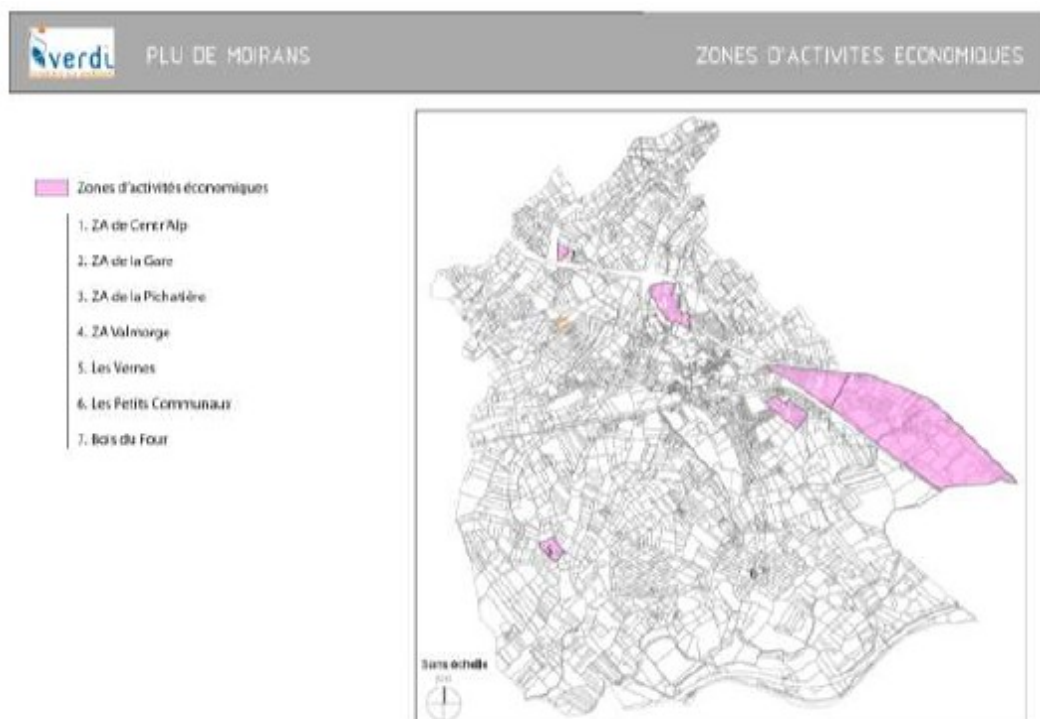 verdi
PLU DE MOIRANS
ZONES D'ACTIVITES ECONOMIQUES
Zones d'activités économiques
1. ZA de Centr'Alp
2. ZA de la Gare
3. ZA de la Pichatière
4. ZA Valmorge
5. Les Vernes
6. Les Petits Communaux
7. Bois du Four
5
6
Sans échelle